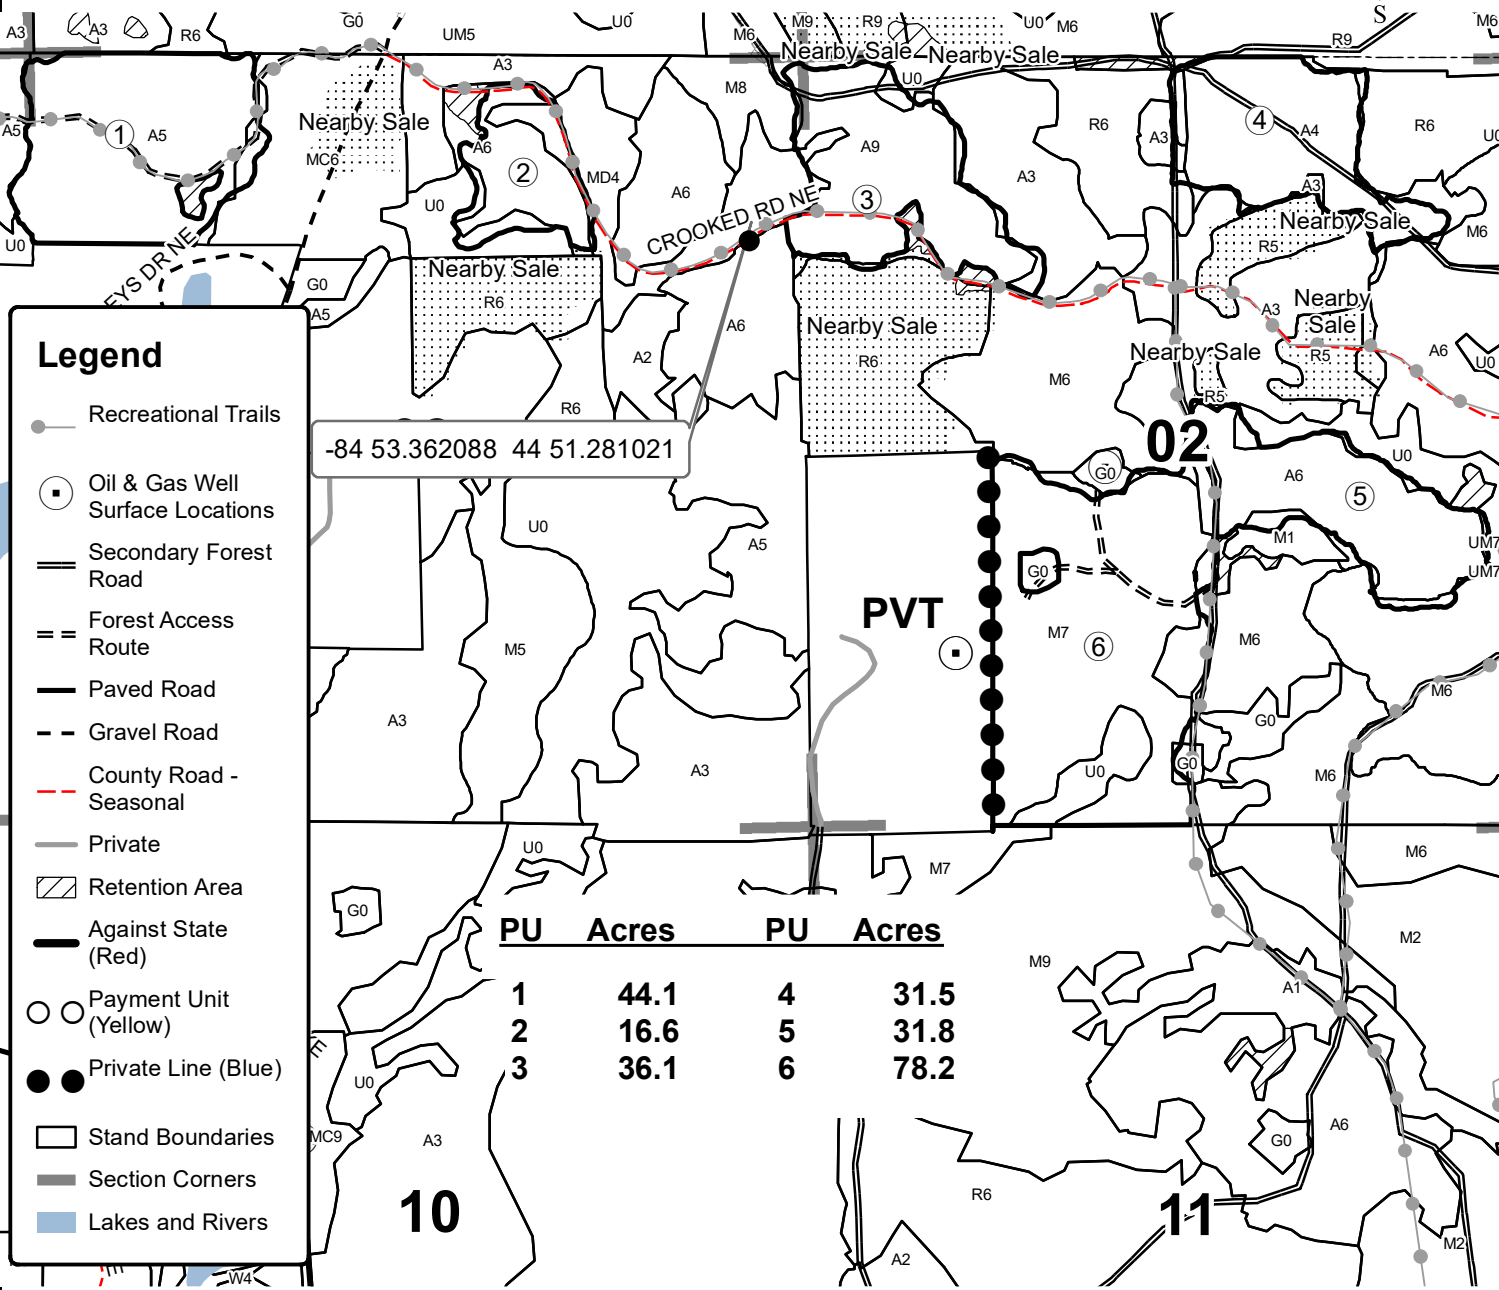 S
A3
A3
R6
G0
UM5
U0
M6
M9
R9
U0
M6
R9
M6
Nearby Sale
Nearby Sale
A3
M8
U0
A5
1
A5
Nearby Sale
MC6
A6
2
MD4
A6
A9
R6
A3
4
A4
R6
U0
U0
U0
CROOKED RD NE
3
A3
A3
Nearby Sale
R5
M6
EYS DR NE
G0
A5
Nearby Sale
R6
A2
A6
Nearby Sale
R6
M6
A3
Nearby
Sale
R5
A6
U0
Nearby Sale
R5
R6
-84 53.362088  44 51.281021
02
G0
U0
A6
5
U0
A5
M1
UM7
UM7
G0
PVT
M7
6
M6
M5
A3
A3
G0
M6
U0
G0
M6
Legend
Recreational Trails
Oil & Gas Well
Surface Locations
Secondary Forest
Road
Forest Access
Route
Paved Road
Gravel Road
County Road -
Seasonal
Private
Retention Area
Against State
(Red)
Payment Unit
(Yellow)
Private Line (Blue)
Stand Boundaries
Section Corners
Lakes and Rivers
U0
M7
M6
G0
M2
M9
A1
PU Acres PU Acres
1 44.1 4 31.5
2 16.6 5 31.8
3 36.1 6 78.2
E
U0
MC9
A3
G0
A6
10
R6
11
A2
M2
W4